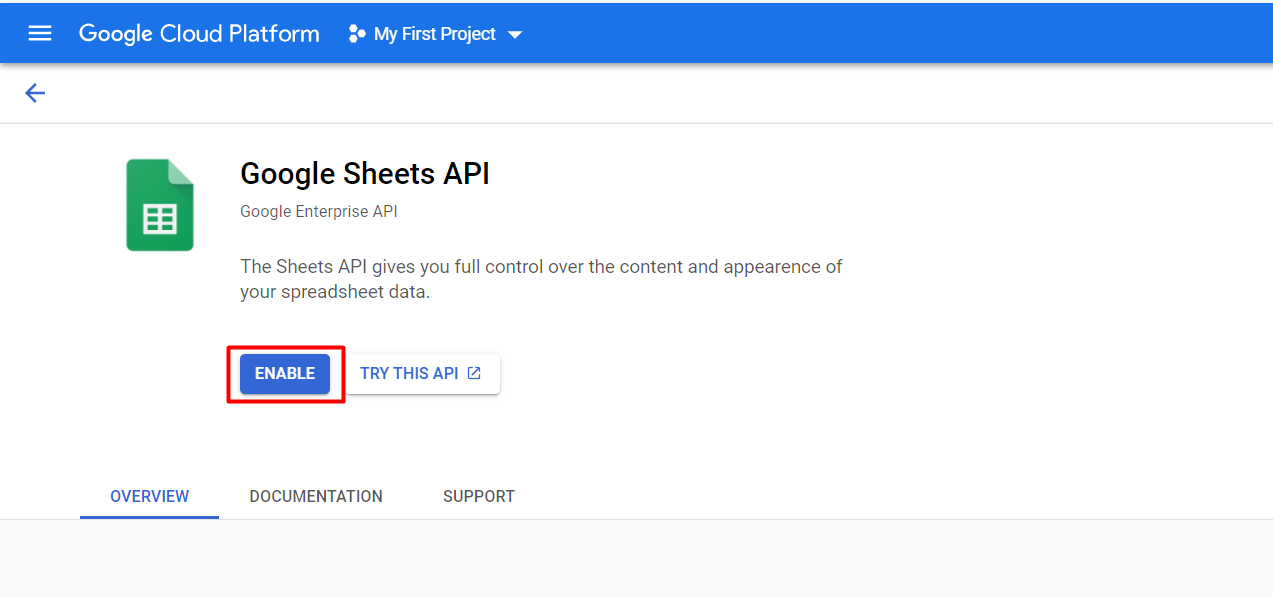 Google Cloud Platform My First Project
Google Sheets API
Google Enterprise API
The Sheets API gives you full control over the content and appearence of
your spreadsheet data.
ENABLE TRY THIS API
OVERVIEW DOCUMENTATION SUPPORT